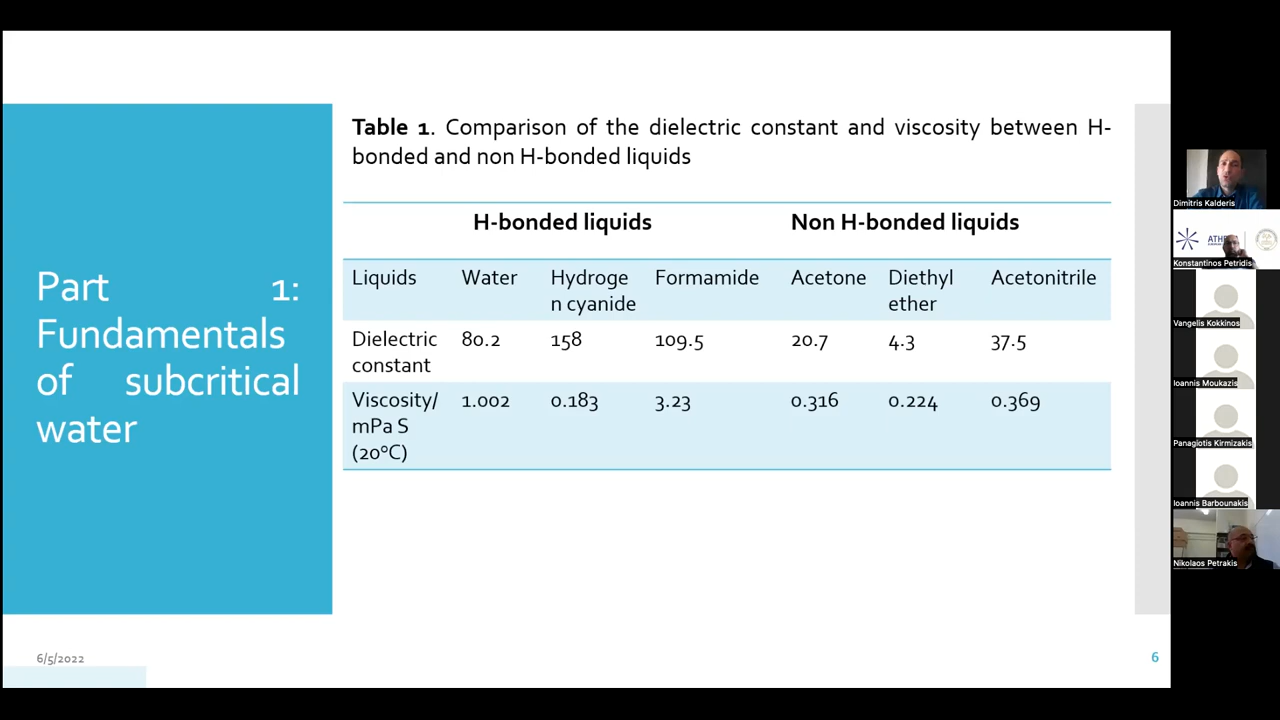 Part 1:
Fundamentals
of subcritical
water
Table 1. Comparison of the dielectric constant and viscosity between H-
bonded and non H-bonded liquids
H-bonded liquids Non H-bonded liquids
Liquids Water Hydroge Formamide Acetone Diethyl Acetonitrile
n cyanide ether
Dielectric 80.2 158 109.5 20.7 4.3 37.5
constant
Viscosity/ 1.002 0.183 3.23 0.316 0.224 0.369
mPa S
(20°C)
6/5/2022
6
Dimitris Kalderis
Konstantinos Petridis
Vangelis Kokkinos
Ioannis Moukazis
Panagiotis Kirmizakis
Ioannis Barbounakis
Nikolaos Petrakis